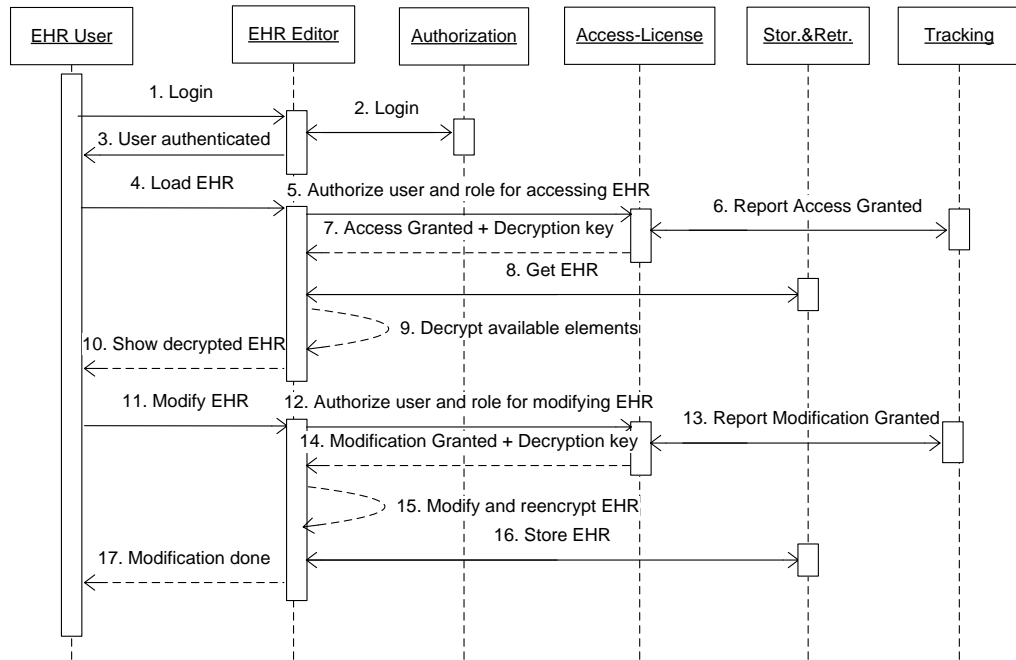 EHR User
EHR Editor
Authorization
Access-License
Stor.&Retr.
Tracking
1. Login
2. Login
3. User authenticated
4. Load EHR
5. Authorize user and role for accessing EHR
6. Report Access Granted
7. Access Granted + Decryption key
8. Get EHR
9. Decrypt available elements
10. Show decrypted EHR
11. Modify EHR
12. Authorize user and role for modifying EHR
13. Report Modification Granted
14. Modification Granted + Decryption key
15. Modify and reencrypt EHR
16. Store EHR
17. Modification done